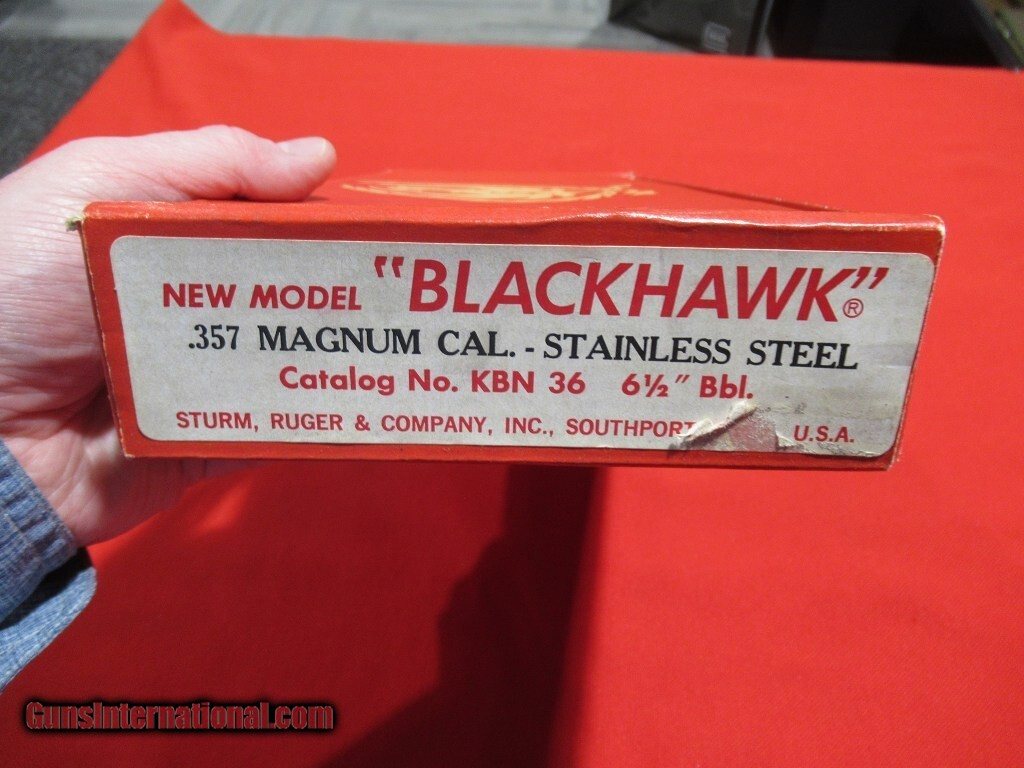 NEW MODEL "BLACKHAWK"®
.357 MAGNUM CAL. - STAINLESS STEEL
Catalog No. KBN 36 6½" Bbl.
STURM, RUGER & COMPANY, INC., SOUTHPORT U.S.A.
GunsInternational.com